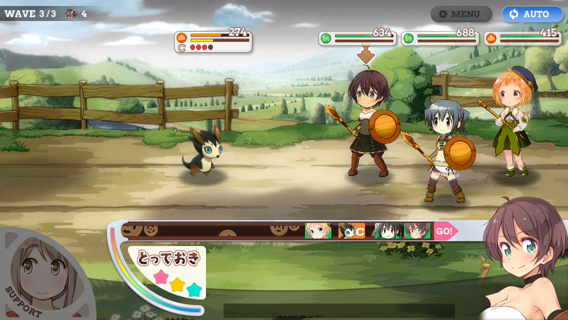 WAVE 3/3 4
MENU
AUTO
274
C
634
688
415
C
GO!
とっておき
SUPPORT